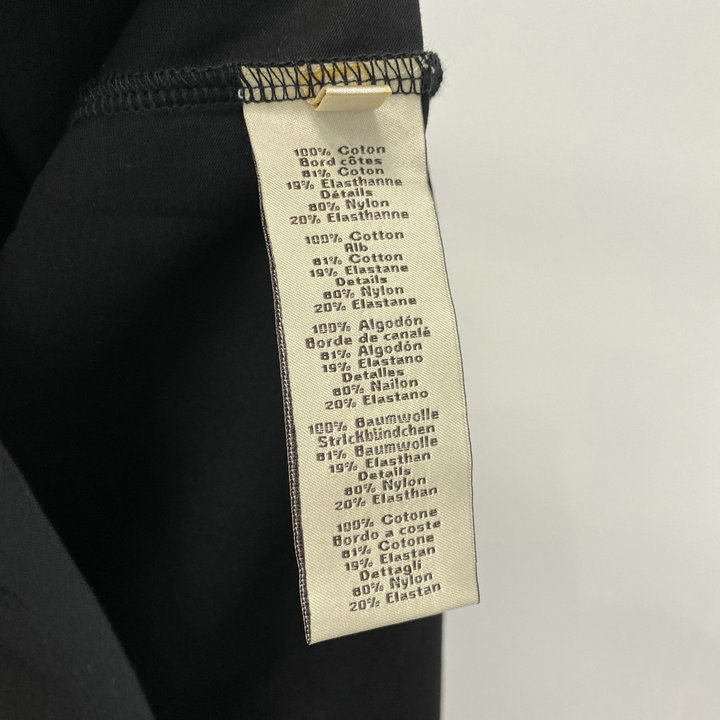 100% Coton
Bord côtes
81% Coton
19% Elasthanne
Détails
80% Nylon
20% Elasthanne
100% Cotton
Rib
81% Cotton
19% Elastane
Details
80% Nylon
20% Elastane
100% Algodón
Borde de canalé
81% Algodón
19% Elastano
Detalles
80% Nailon
20% Elastano
100% Baumwolle
Strickbündchen
81% Baumwolle
19% Elasthan
Details
80% Nylon
20% Elasthan
100% Cotone
Bordo a coste
81% Cotone
19% Elastan
Dettagli
80% Nylon
20% Elastan